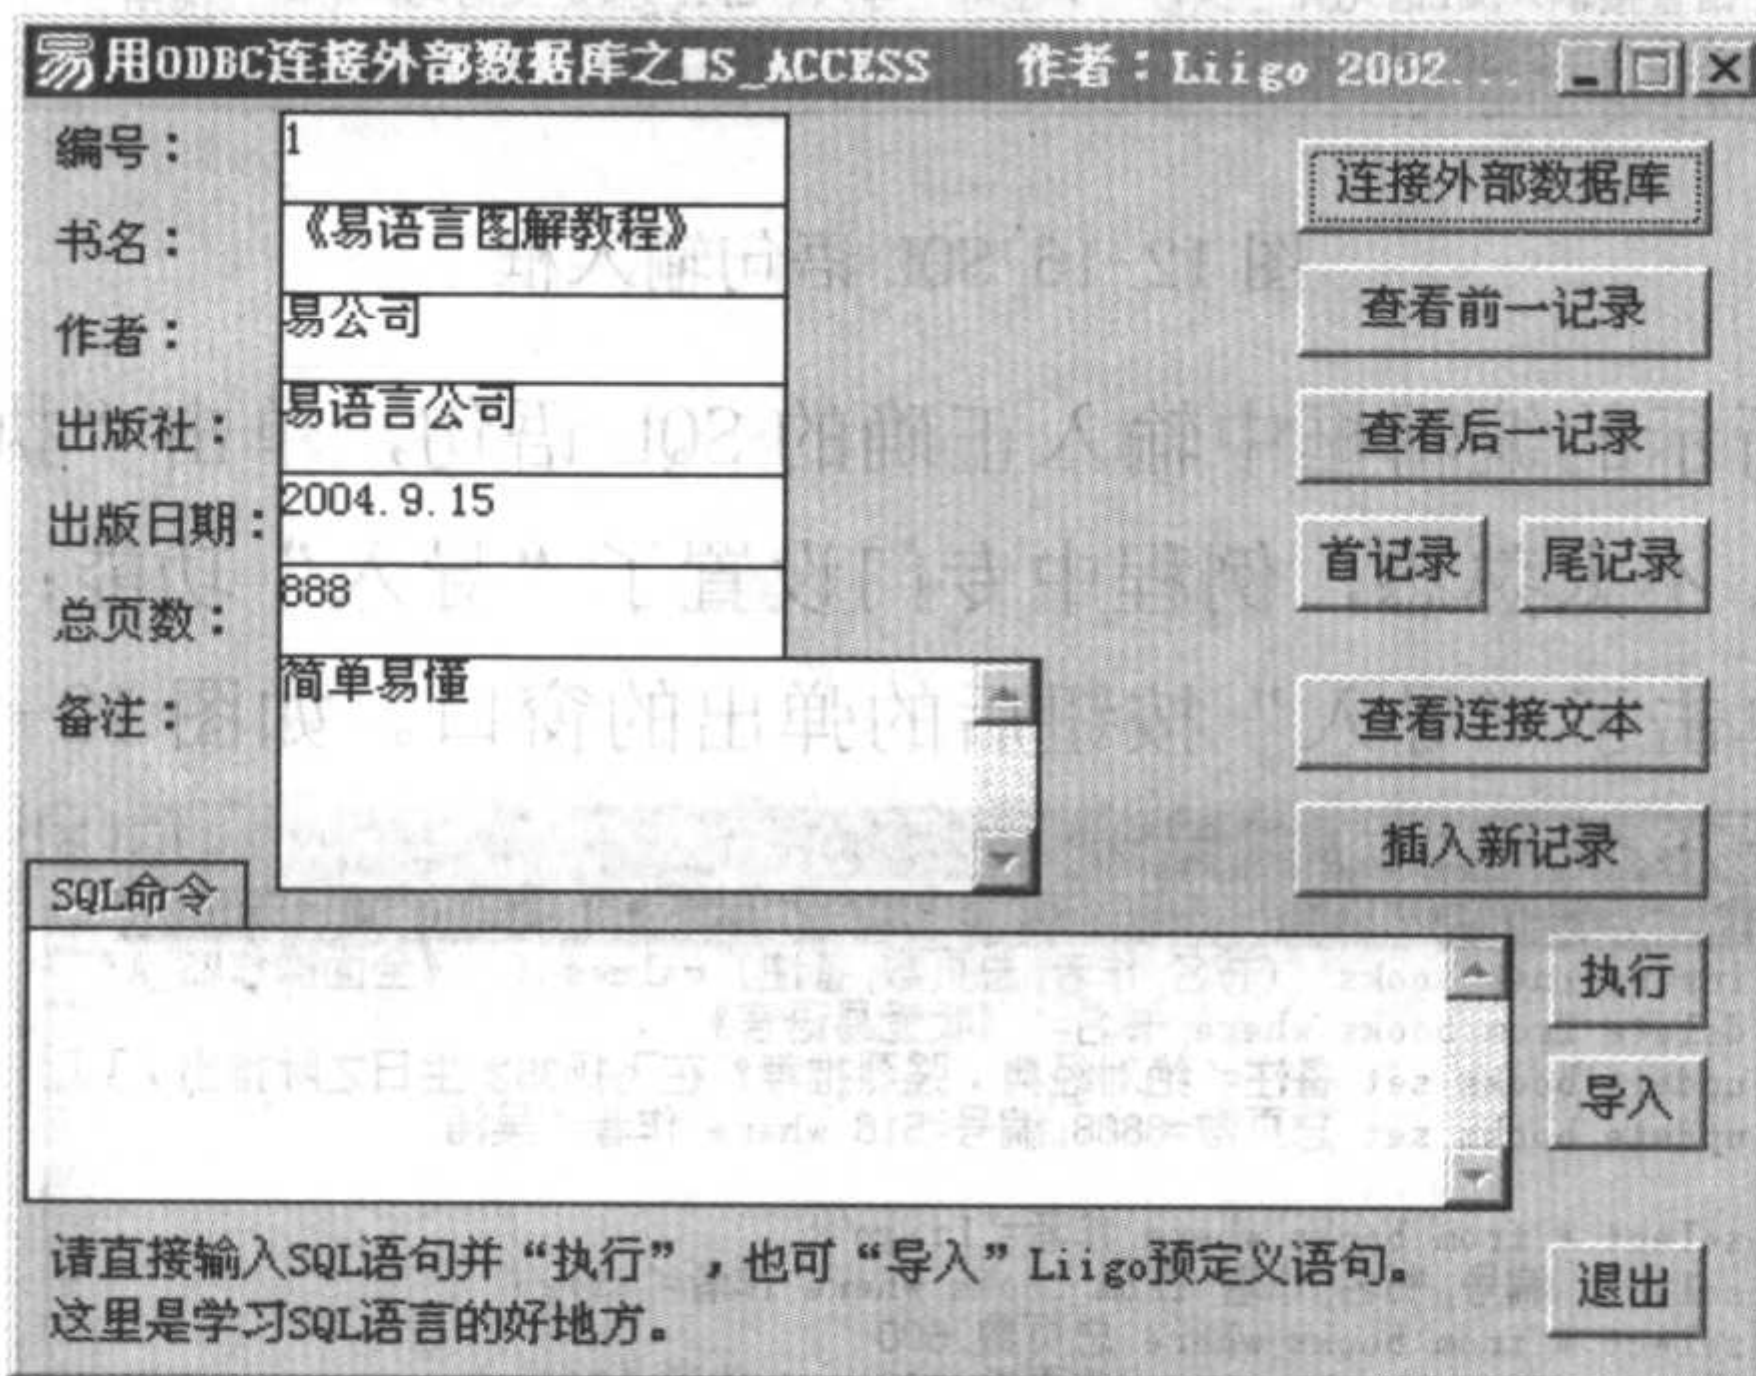 易 用ODBC连接外部数据库之MS_ACCESS 作者：Liigo 2002...
编号： 1
书名： 《易语言图解教程》
作者： 易公司
出版社： 易语言公司
出版日期： 2004.9.15
总页数： 888
备注： 简单易懂
连接外部数据库
查看前一记录
查看后一记录
首记录 尾记录
查看连接文本
插入新记录
SQL命令
执行
导入
请直接输入SQL语句并“执行”，也可“导入”Liigo预定义语句。
这里是学习SQL语言的好地方。
退出